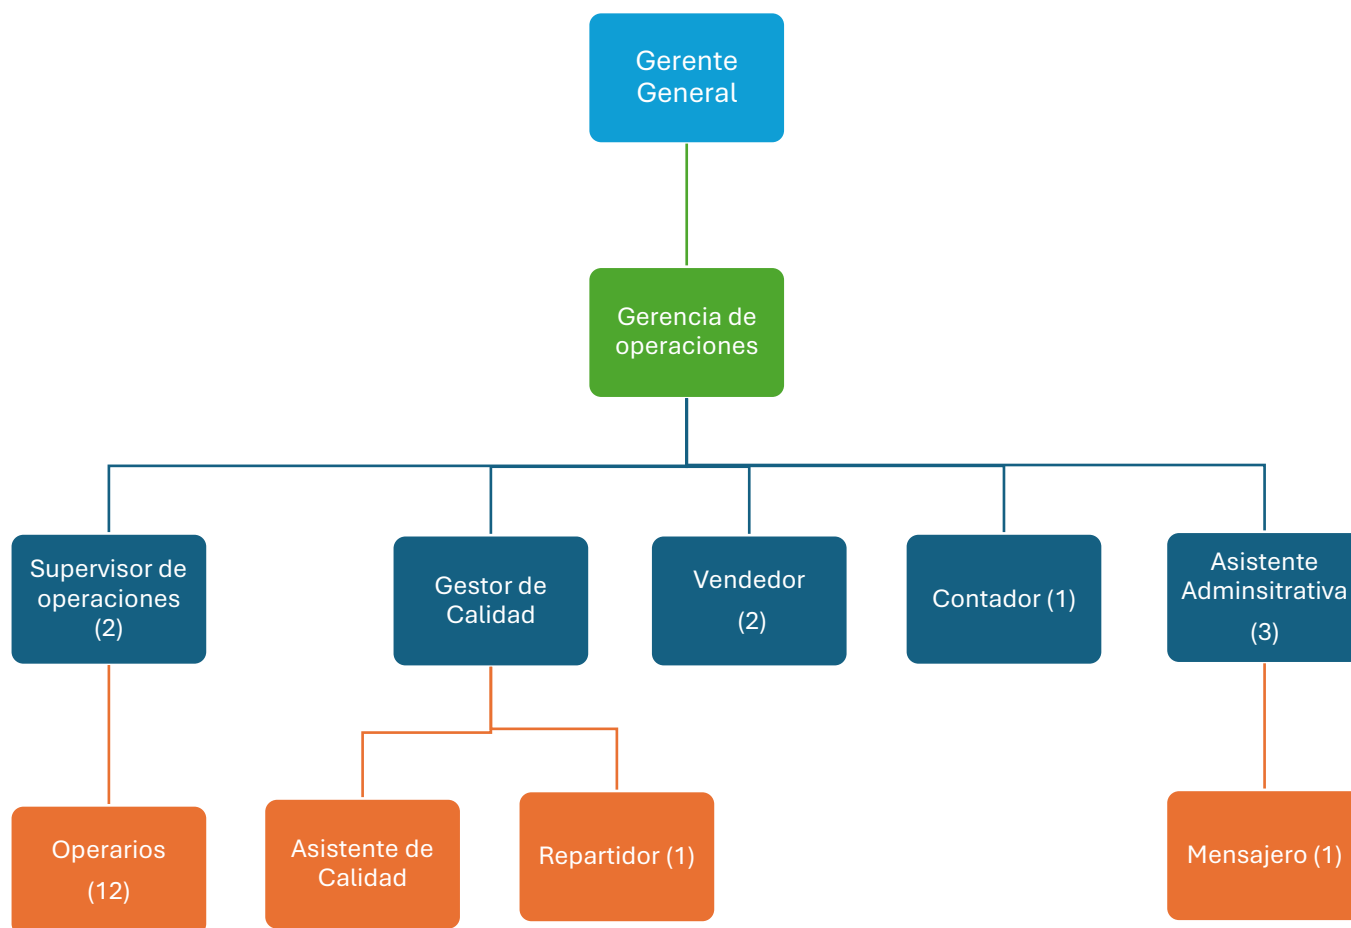 Gerente
General
Gerencia de
operaciones
Supervisor de
operaciones
(2)
Gestor de
Calidad
Vendedor
(2)
Contador (1)
Asistente
Adminsitrativa
(3)
Operarios
(12)
Asistente de
Calidad
Repartidor (1)
Mensajero (1)